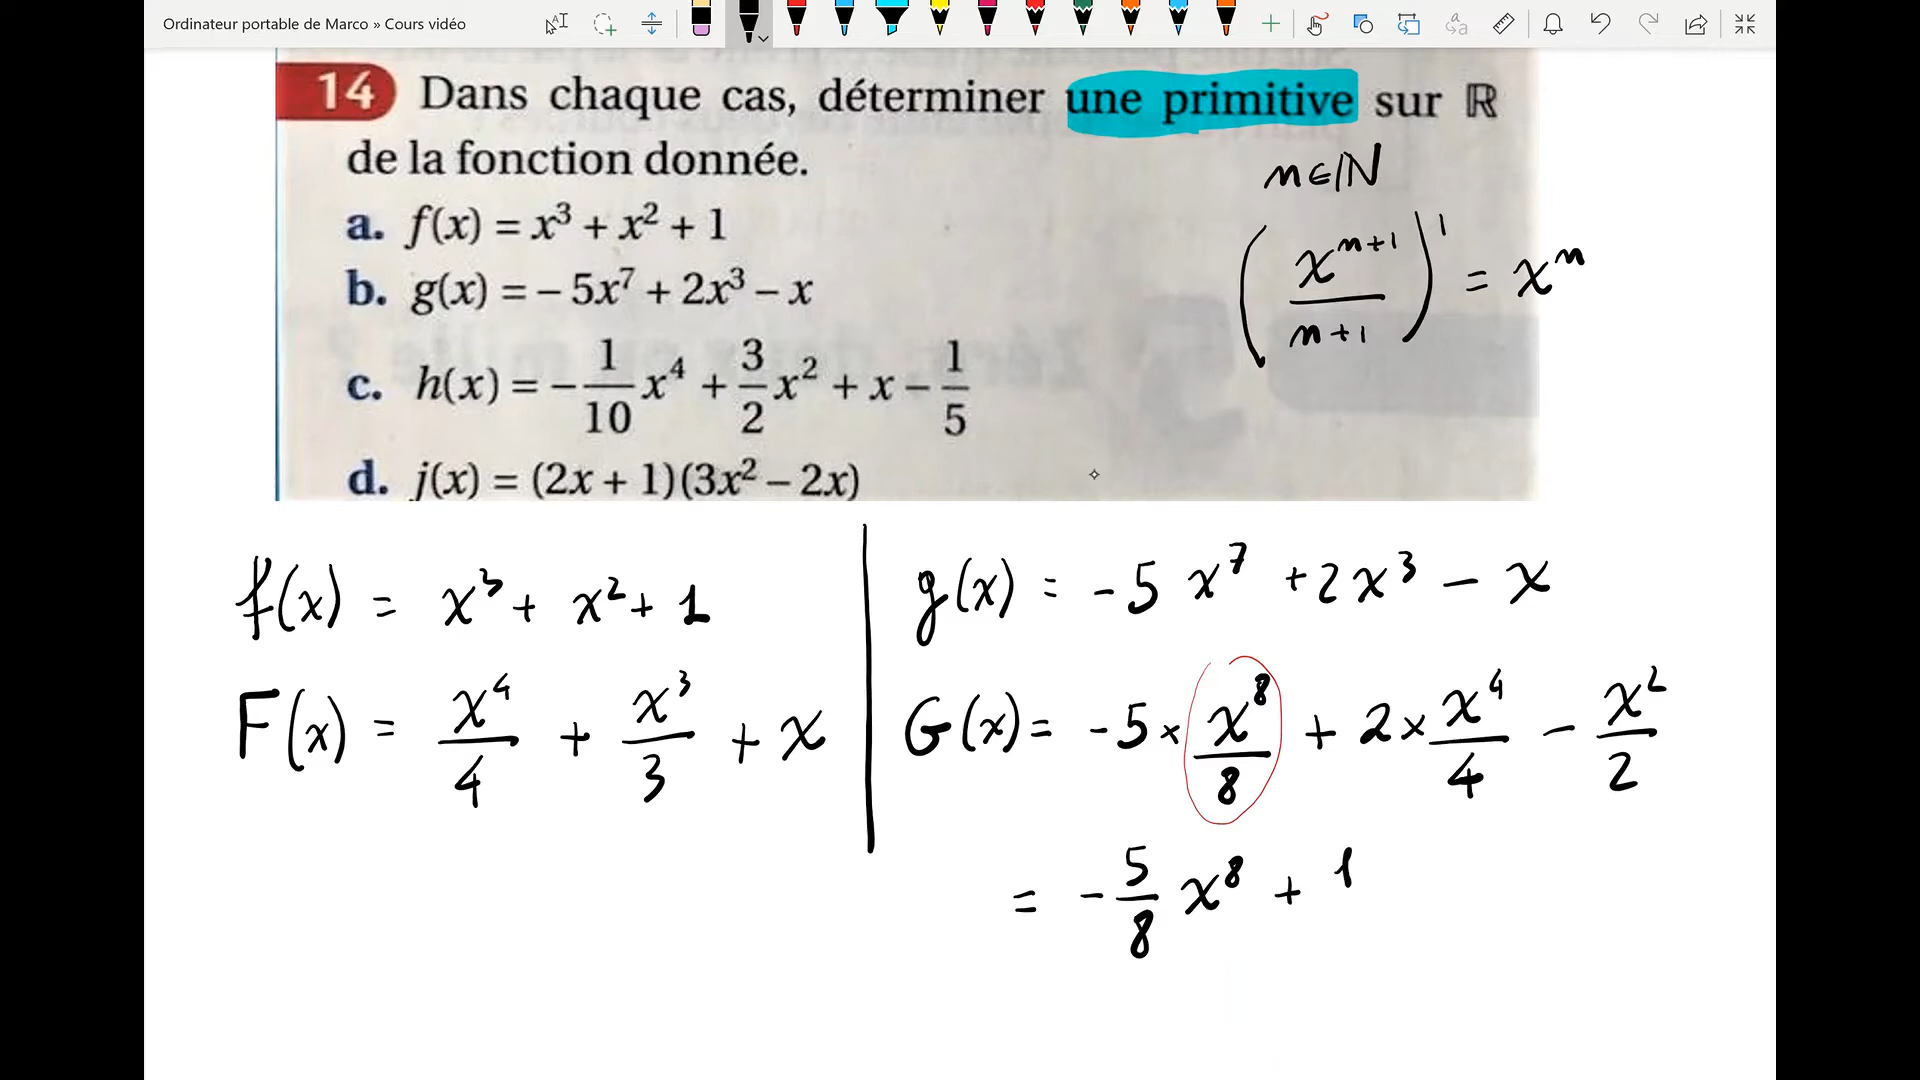 Ordinateur portable de Marco » Cours vidéo
14 Dans chaque cas, déterminer une primitive sur ℝ
de la fonction donnée.
a. f(x) = x³ + x² + 1
b. g(x) = – 5x⁷ + 2x³ – x
c. h(x) = – 1/10 x⁴ + 3/2 x² + x – 1/5
d. j(x) = (2x + 1)(3x² – 2x)
n ∈ ℕ
(xⁿ⁺¹/(n+1))' = xⁿ
f(x) = x³ + x² + 1
F(x) = x⁴/4 + x³/3 + x
g(x) = -5 x⁷ + 2x³ – x
G(x) = -5 × x⁸/8 + 2 × x⁴/4 – x²/2
= - 5/8 x⁸ + 1